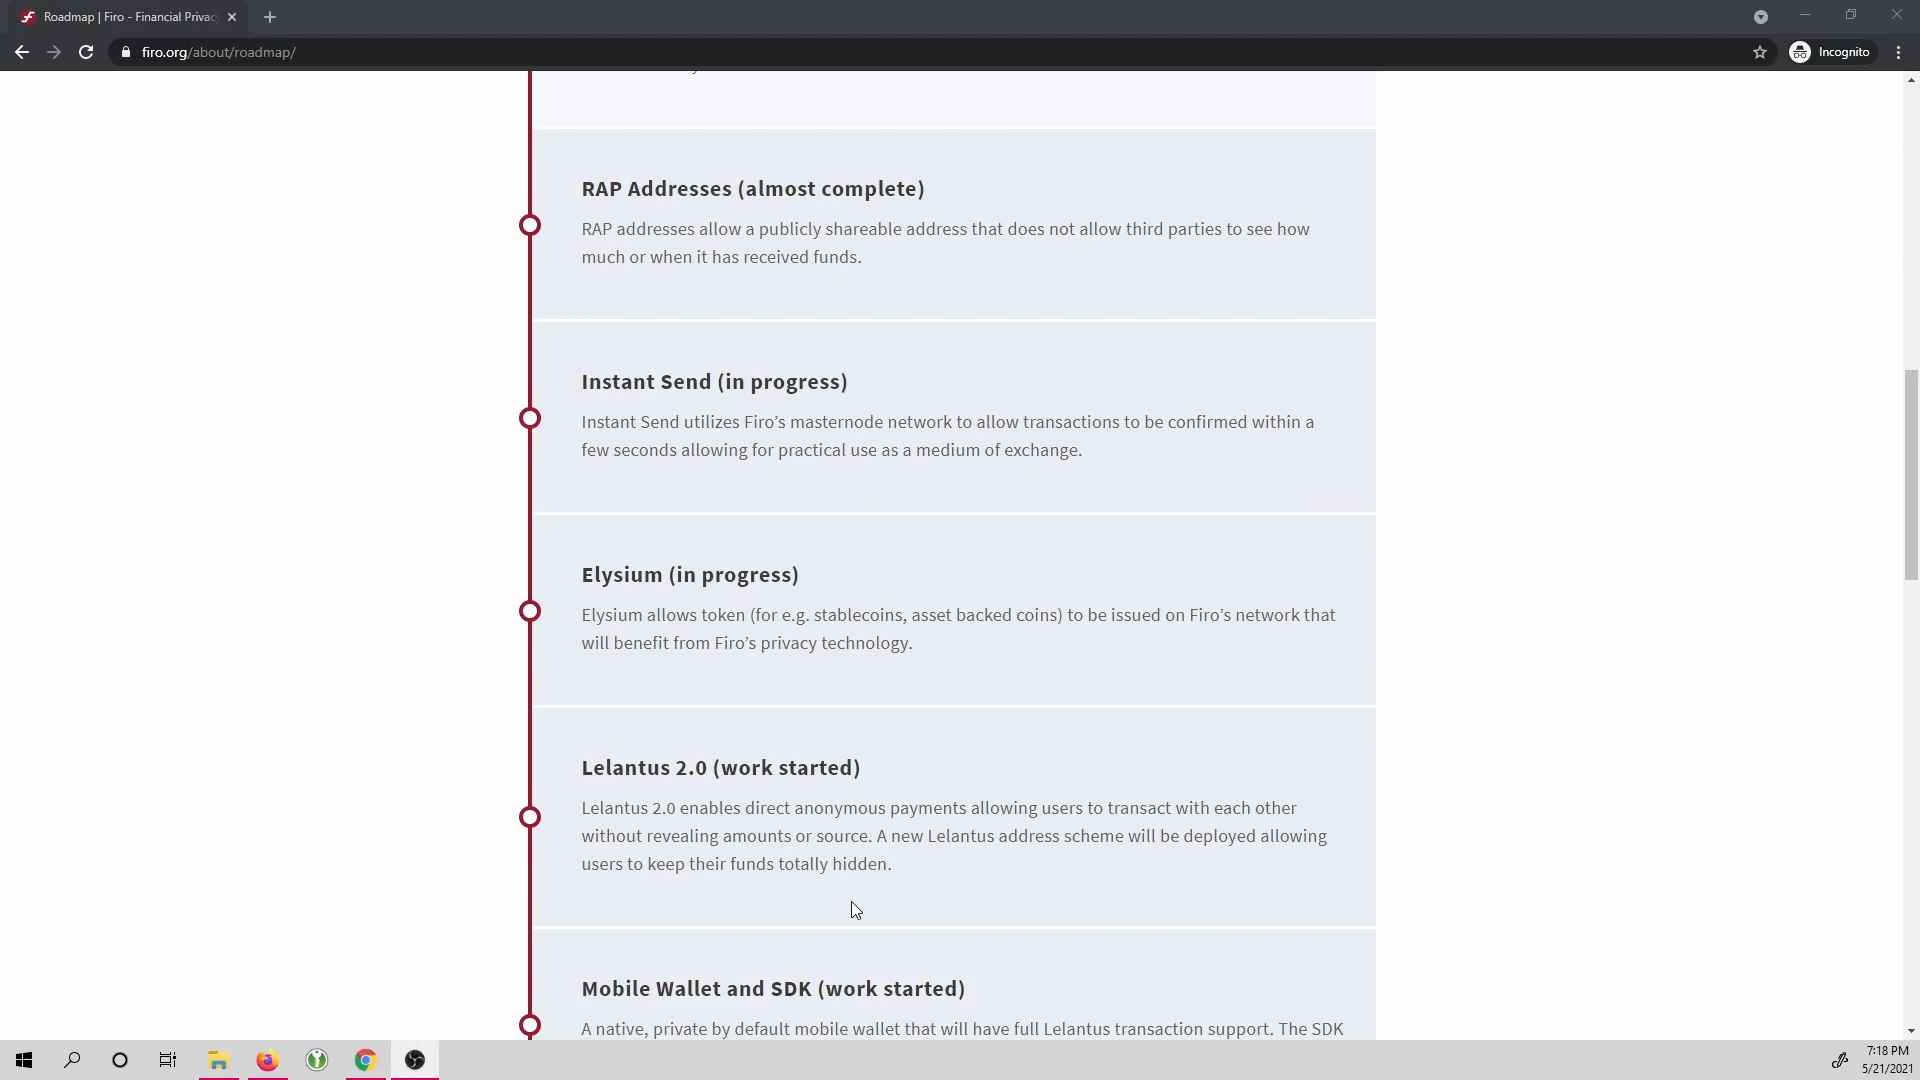 Roadmap | Firo - Financial Privac
firo.org/about/roadmap/
Incognito
RAP Addresses (almost complete)
RAP addresses allow a publicly shareable address that does not allow third parties to see how
much or when it has received funds.
Instant Send (in progress)
Instant Send utilizes Firo’s masternode network to allow transactions to be confirmed within a
few seconds allowing for practical use as a medium of exchange.
Elysium (in progress)
Elysium allows token (for e.g. stablecoins, asset backed coins) to be issued on Firo’s network that
will benefit from Firo’s privacy technology.
Lelantus 2.0 (work started)
Lelantus 2.0 enables direct anonymous payments allowing users to transact with each other
without revealing amounts or source. A new Lelantus address scheme will be deployed allowing
users to keep their funds totally hidden.
Mobile Wallet and SDK (work started)
A native, private by default mobile wallet that will have full Lelantus transaction support. The SDK
7:18 PM
5/21/2021